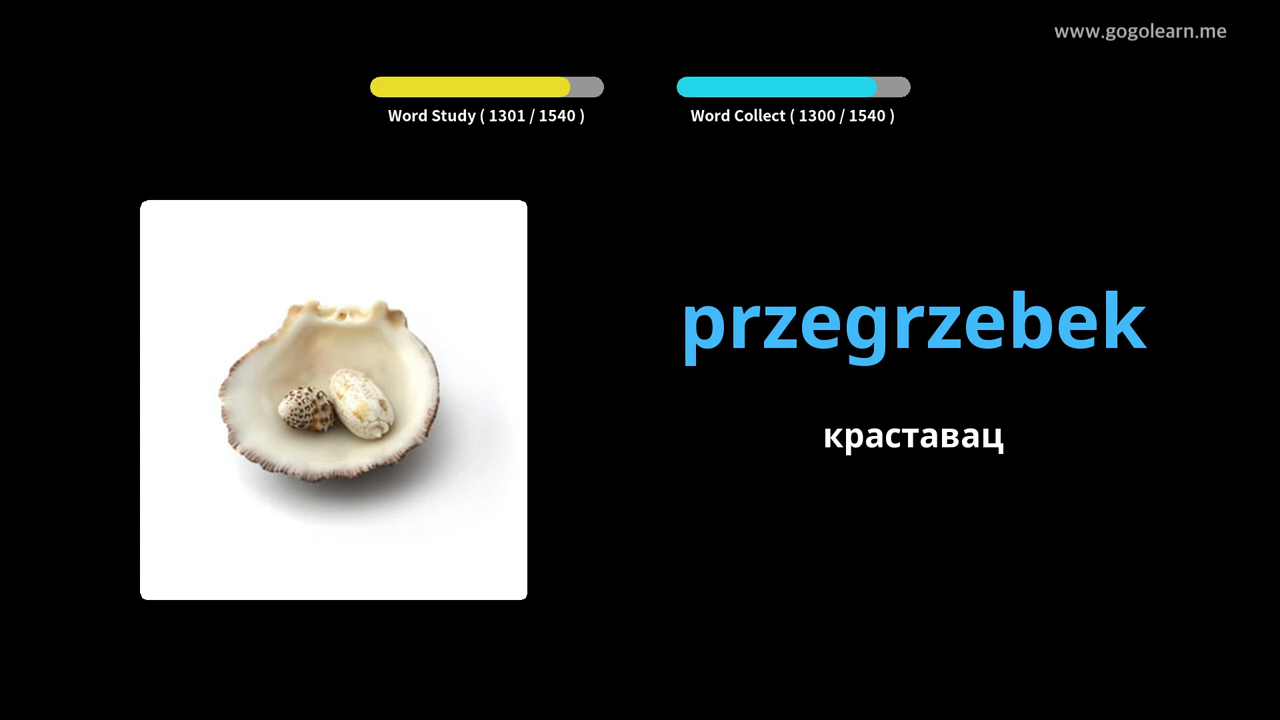 www.gogolearn.me
Word Study ( 1301 / 1540 )
Word Collect ( 1300 / 1540 )
przegrzebek
краставац